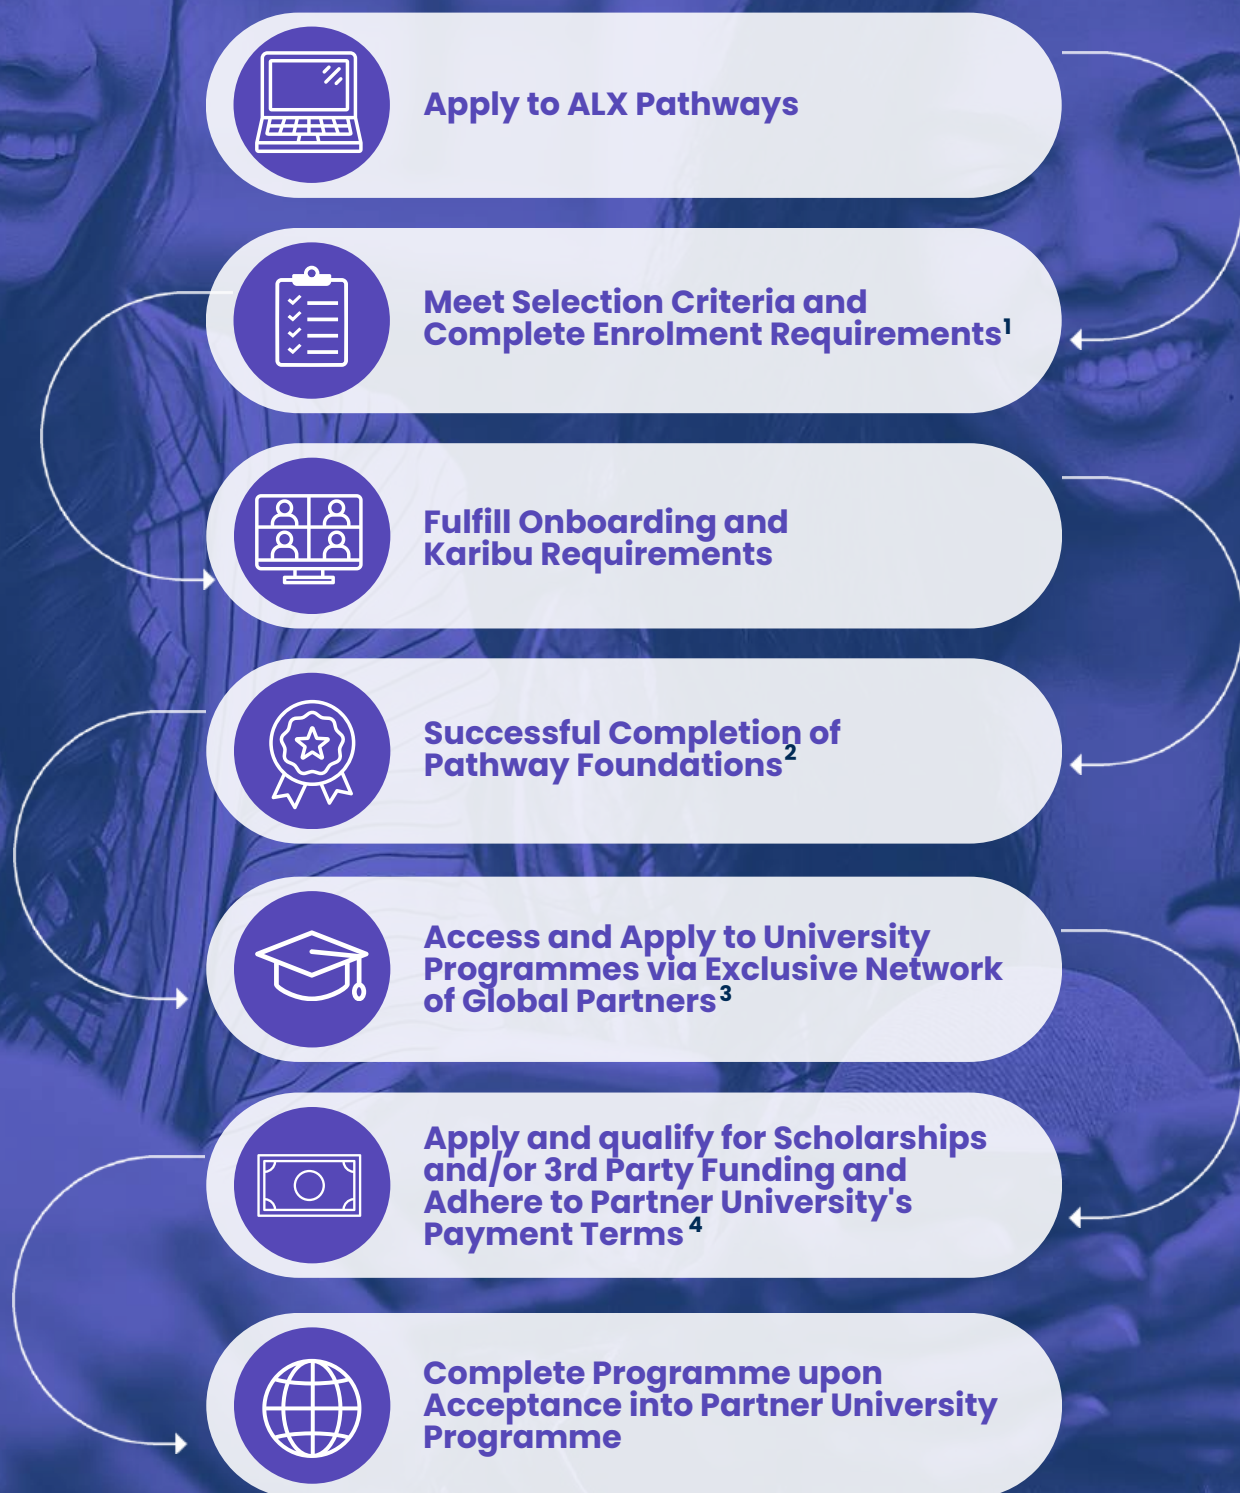 Apply to ALX Pathways
Meet Selection Criteria and
Complete Enrolment Requirements¹
Fulfill Onboarding and
Karibu Requirements
Successful Completion of
Pathway Foundations²
Access and Apply to University
Programmes via Exclusive Network
of Global Partners³
Apply and qualify for Scholarships
and/or 3rd Party Funding and
Adhere to Partner University's
Payment Terms⁴
Complete Programme upon
Acceptance into Partner University
Programme